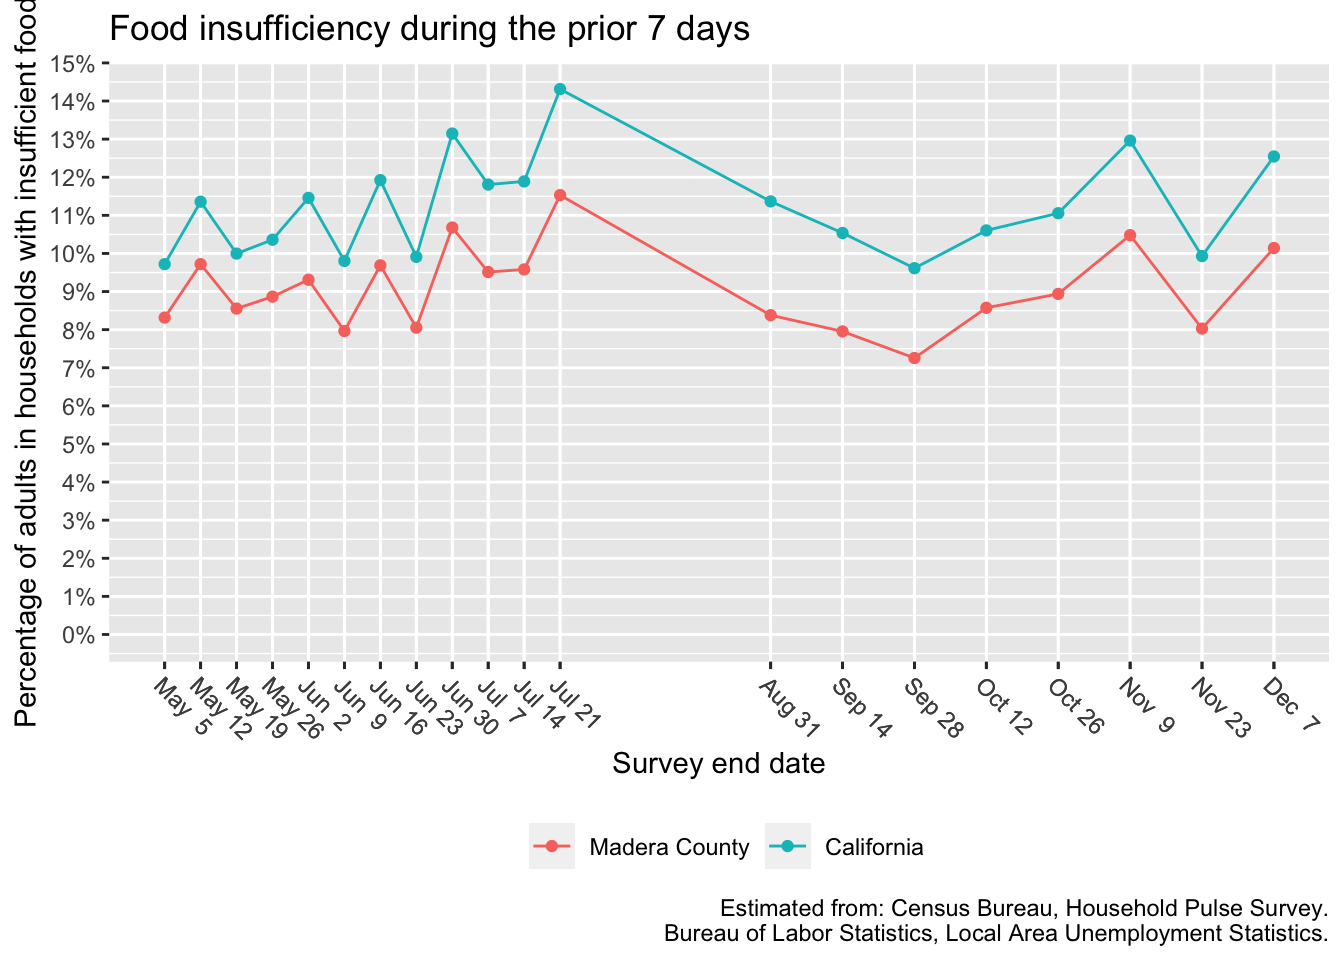 Food insufficiency during the prior 7 days
Percentage of adults in households with insufficient food
15%
14%
13%
12%
11%
10%
9%
8%
7%
6%
5%
4%
3%
2%
1%
0%
May 5
May 12
May 19
May 26
Jun 2
Jun 9
Jun 16
Jun 23
Jun 30
Jul 7
Jul 14
Jul 21
Aug 31
Sep 14
Sep 28
Oct 12
Oct 26
Nov 9
Nov 23
Dec 7
Survey end date
Madera County
California
Estimated from: Census Bureau, Household Pulse Survey.
Bureau of Labor Statistics, Local Area Unemployment Statistics.